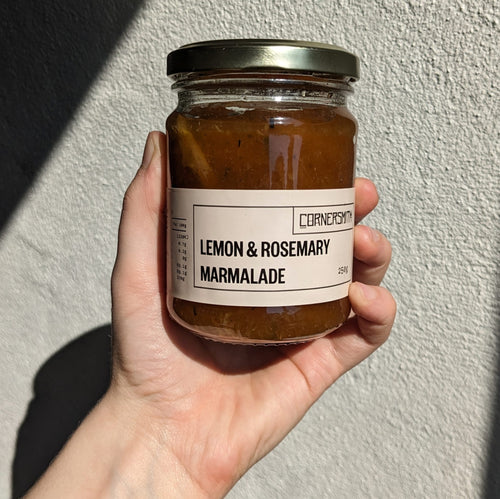 CORNERSMITH
LEMON & ROSEMARY
MARMALADE
250g